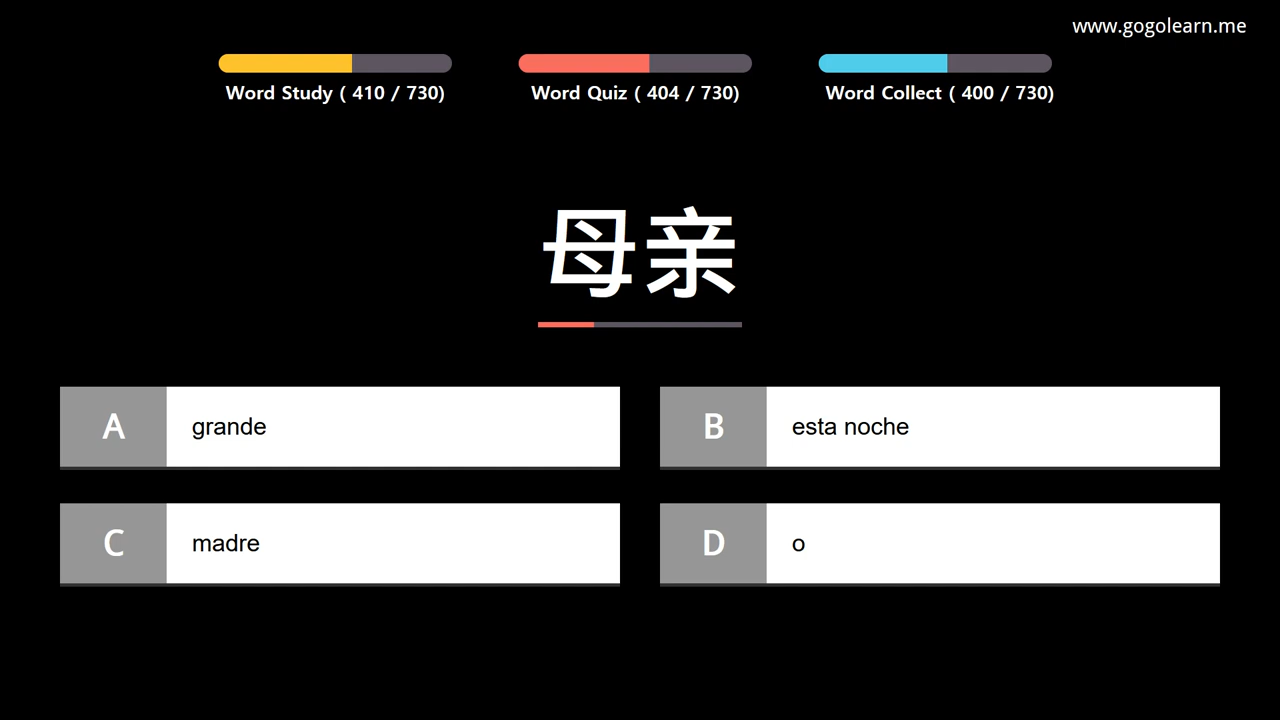 www.gogolearn.me
Word Study ( 410 / 730)
Word Quiz ( 404 / 730)
Word Collect ( 400 / 730)
母亲
A grande
B esta noche
C madre
D o